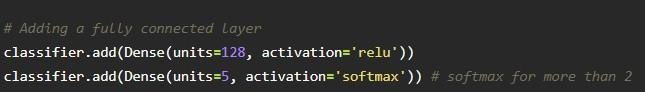 # Adding a fully connected layer
classifier.add(Dense(units=128, activation='relu'))
classifier.add(Dense(units=5, activation='softmax')) # softmax for more than 2